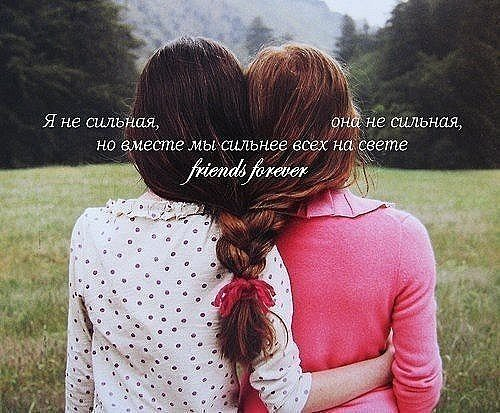 Я не сильная, она не сильная,
но вместе мы сильнее всех на свете
friends forever